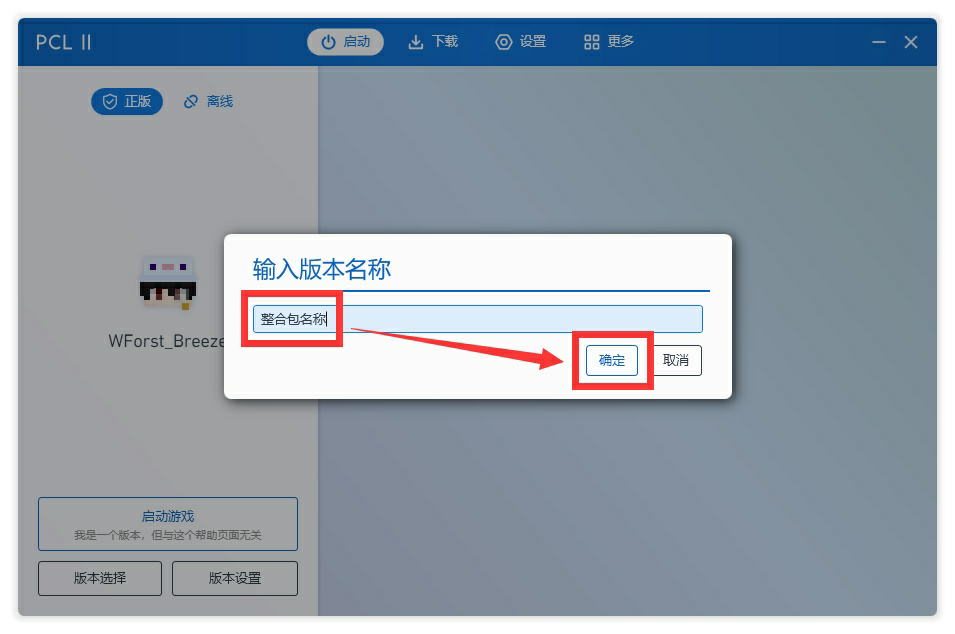 PCL II
启动
下载
设置
更多
正版
离线
输入版本名称
整合包名称
确定
取消
WForst_Breeze
启动游戏
我是一个版本，但与这个帮助页面无关
版本选择
版本设置